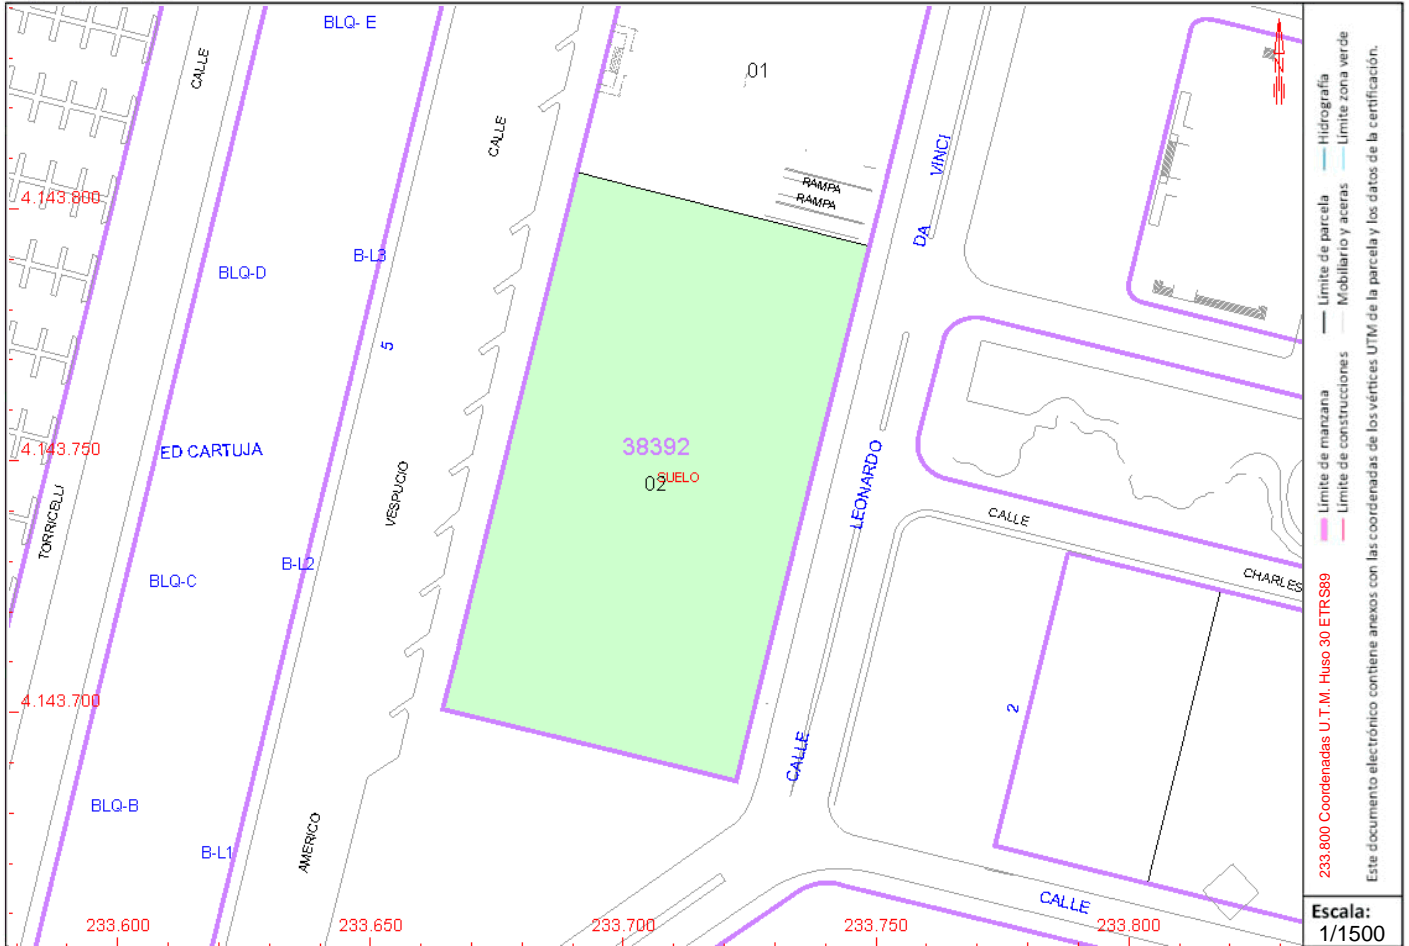 BLQ- E
CALLE
01
CALLE
VINCI
RAMPA
RAMPA
4.143.800
DA
B-L3
BLQ-D
5
38392
4.143.750
ED CARTUJA
SUELO
02
LEONARDO
VESPUCIO
TORRICELLI
CALLE
B-L2
BLQ-C
CHARLES
4.143.700
2
CALLE
BLQ-B
AMERICO
B-L1
CALLE
233.600
233.650
233.700
233.750
233.800
N
233.800 Coordenadas U.T.M. Huso 30 ETRS89
Límite de manzana
Límite de parcela
Hidrografía
Límite de construcciones
Mobiliario y aceras
Límite zona verde
Este documento electrónico contiene anexos con las coordenadas de los vértices UTM de la parcela y los datos de la certificación.
Escala:
1/1500